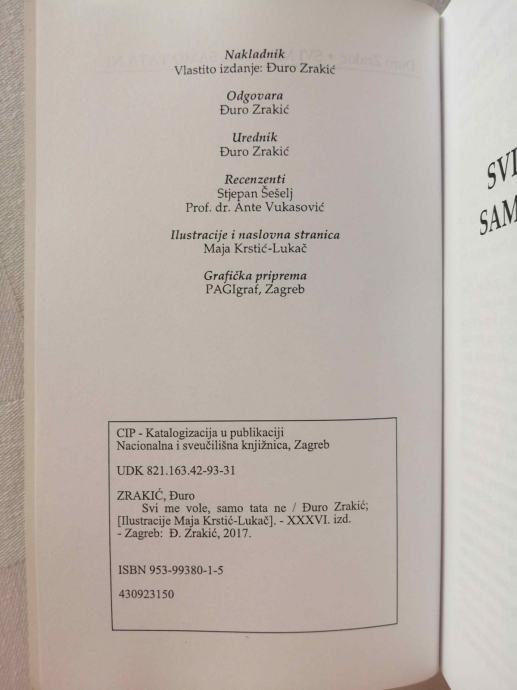 Nakladnik
Vlastito izdanje: Đuro Zrakić
Odgovara
Đuro Zrakić
Urednik
Đuro Zrakić
Recenzenti
Stjepan Šešelj
Prof. dr. Ante Vukasović
Ilustracije i naslovna stranica
Maja Krstić-Lukač
Grafička priprema
PAGIgraf, Zagreb
CIP - Katalogizacija u publikaciji
Nacionalna i sveučilišna knjižnica, Zagreb
UDK 821.163.42-93-31
ZRAKIĆ, Đuro
Svi me vole, samo tata ne / Đuro Zrakić;
[Ilustracije Maja Krstić-Lukač]. - XXXVI. izd.
- Zagreb: Đ. Zrakić, 2017.
ISBN 953-99380-1-5
430923150
SVI
SAM